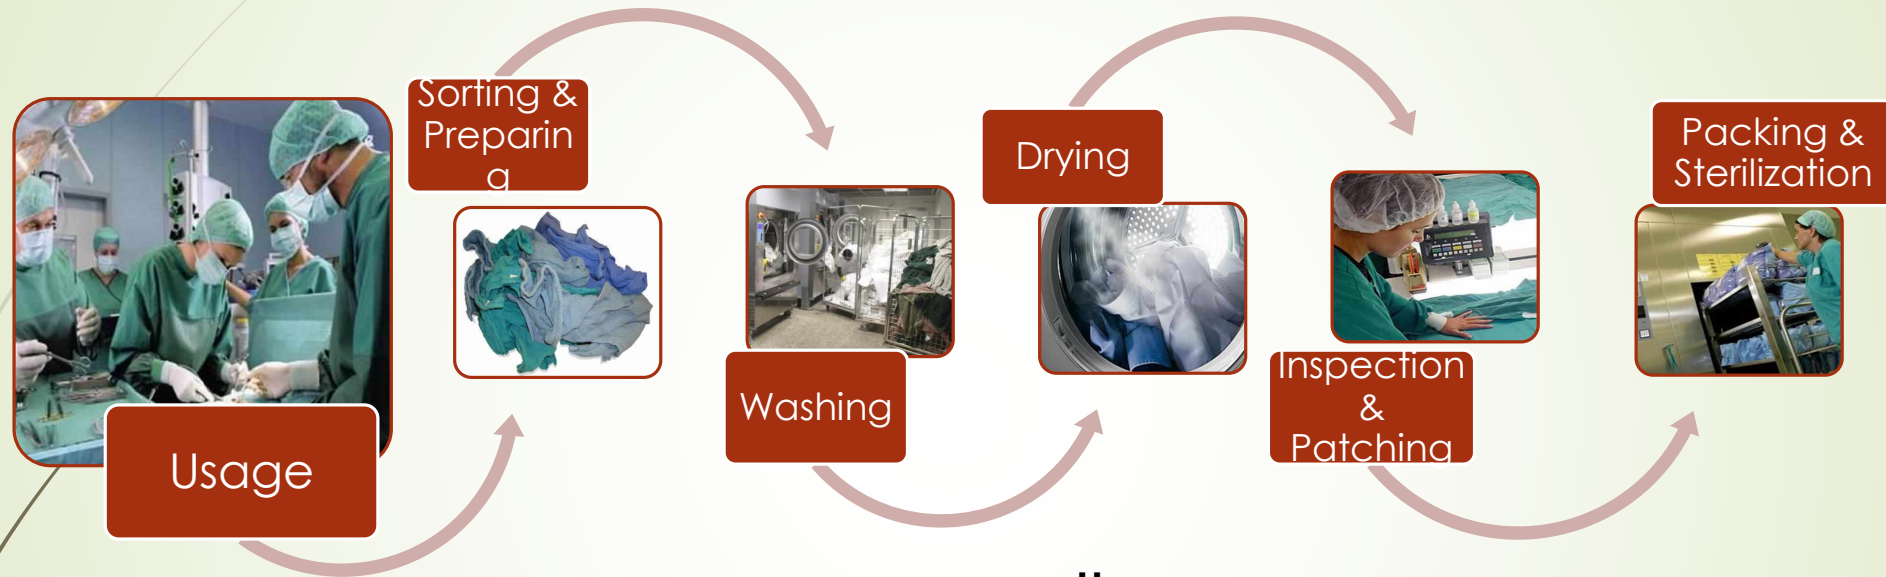 Usage
Sorting &
Preparin
g
Washing
Drying
Inspection
&
Patching
Packing &
Sterilization